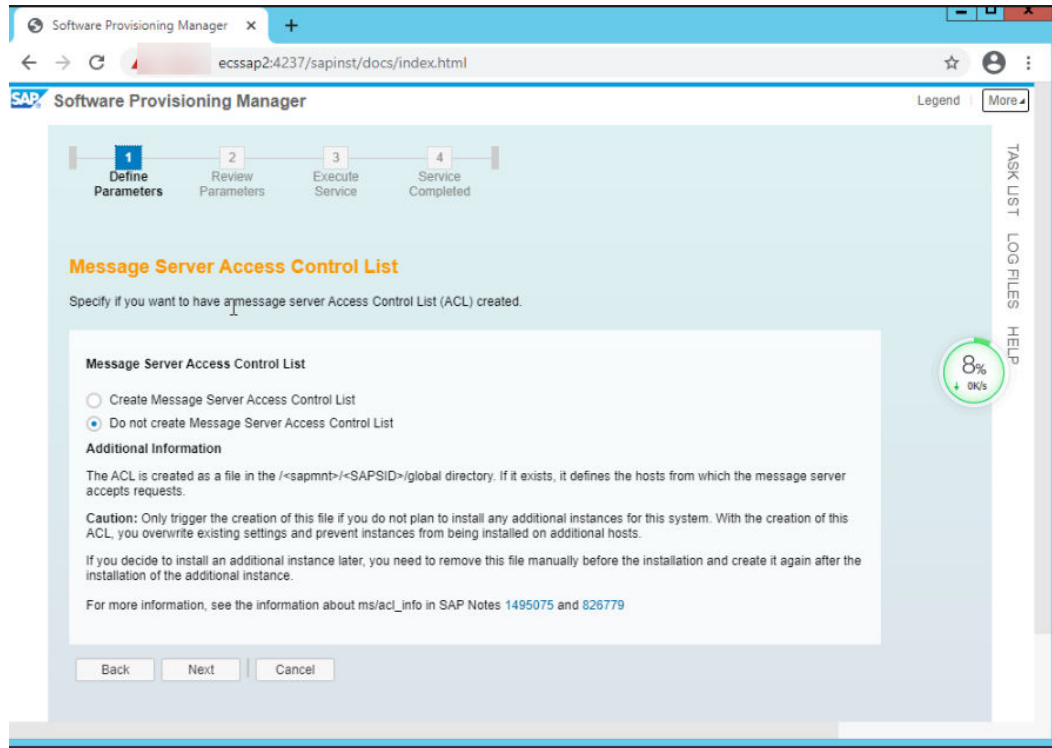 Software Provisioning Manager
ecssap2:4237/sapinst/docs/index.html
SAP Software Provisioning Manager
Legend
More
1
2
3
4
Define Parameters
Review Parameters
Execute Service
Service Completed
TASK LIST
LOG FILES
HELP
Message Server Access Control List
Specify if you want to have a message server Access Control List (ACL) created.
Message Server Access Control List
Create Message Server Access Control List
Do not create Message Server Access Control List
Additional Information
The ACL is created as a file in the /<sapmnt>/<SAPSID>/global directory. If it exists, it defines the hosts from which the message server
accepts requests.
Caution: Only trigger the creation of this file if you do not plan to install any additional instances for this system. With the creation of this
ACL, you overwrite existing settings and prevent instances from being installed on additional hosts.
If you decide to install an additional instance later, you need to remove this file manually before the installation and create it again after the
installation of the additional instance.
For more information, see the information about ms/acl_info in SAP Notes 1495075 and 826779
8%
0K/s
Back
Next
Cancel